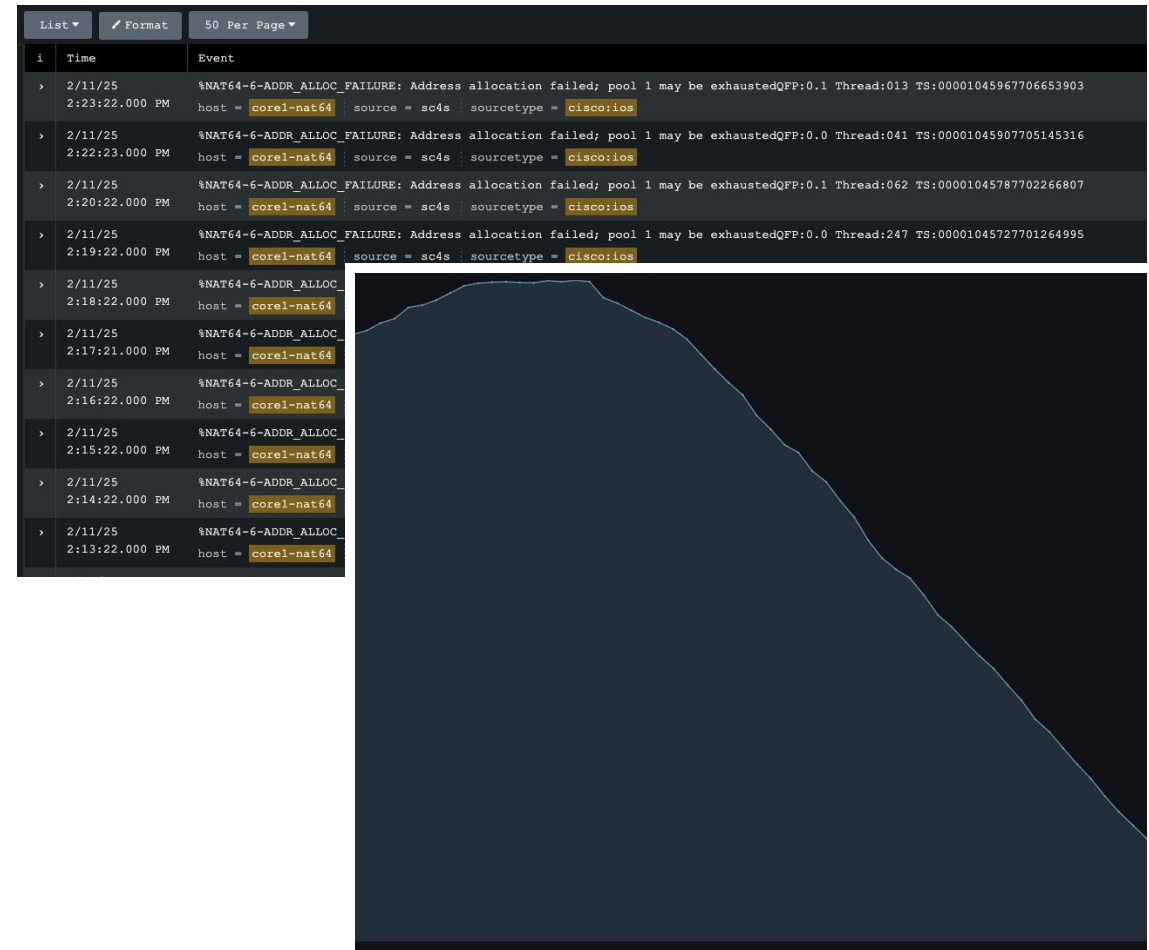 List▾ Format 50 Per Page▾
i Time Event
> 2/11/25 %NAT64-6-ADDR_ALLOC_FAILURE: Address allocation failed; pool 1 may be exhaustedQFP:0.1 Thread:013 TS:00001045967706653903
2:23:22.000 PM host = core1-nat64 source = sc4s sourcetype = cisco:ios
> 2/11/25 %NAT64-6-ADDR_ALLOC_FAILURE: Address allocation failed; pool 1 may be exhaustedQFP:0.0 Thread:041 TS:00001045907705145316
2:22:23.000 PM host = core1-nat64 source = sc4s sourcetype = cisco:ios
> 2/11/25 %NAT64-6-ADDR_ALLOC_FAILURE: Address allocation failed; pool 1 may be exhaustedQFP:0.1 Thread:062 TS:00001045787702266807
2:20:22.000 PM host = core1-nat64 source = sc4s sourcetype = cisco:ios
> 2/11/25 %NAT64-6-ADDR_ALLOC_FAILURE: Address allocation failed; pool 1 may be exhaustedQFP:0.0 Thread:247 TS:00001045727701264995
2:19:22.000 PM host = core1-nat64 source = sc4s sourcetype = cisco:ios
> 2/11/25 %NAT64-6-ADDR_ALLOC_
2:18:22.000 PM host = core1-nat64
> 2/11/25 %NAT64-6-ADDR_ALLOC_
2:17:21.000 PM host = core1-nat64
> 2/11/25 %NAT64-6-ADDR_ALLOC_
2:16:22.000 PM host = core1-nat64
> 2/11/25 %NAT64-6-ADDR_ALLOC_
2:15:22.000 PM host = core1-nat64
> 2/11/25 %NAT64-6-ADDR_ALLOC_
2:14:22.000 PM host = core1-nat64
> 2/11/25 %NAT64-6-ADDR_ALLOC_
2:13:22.000 PM host = core1-nat64